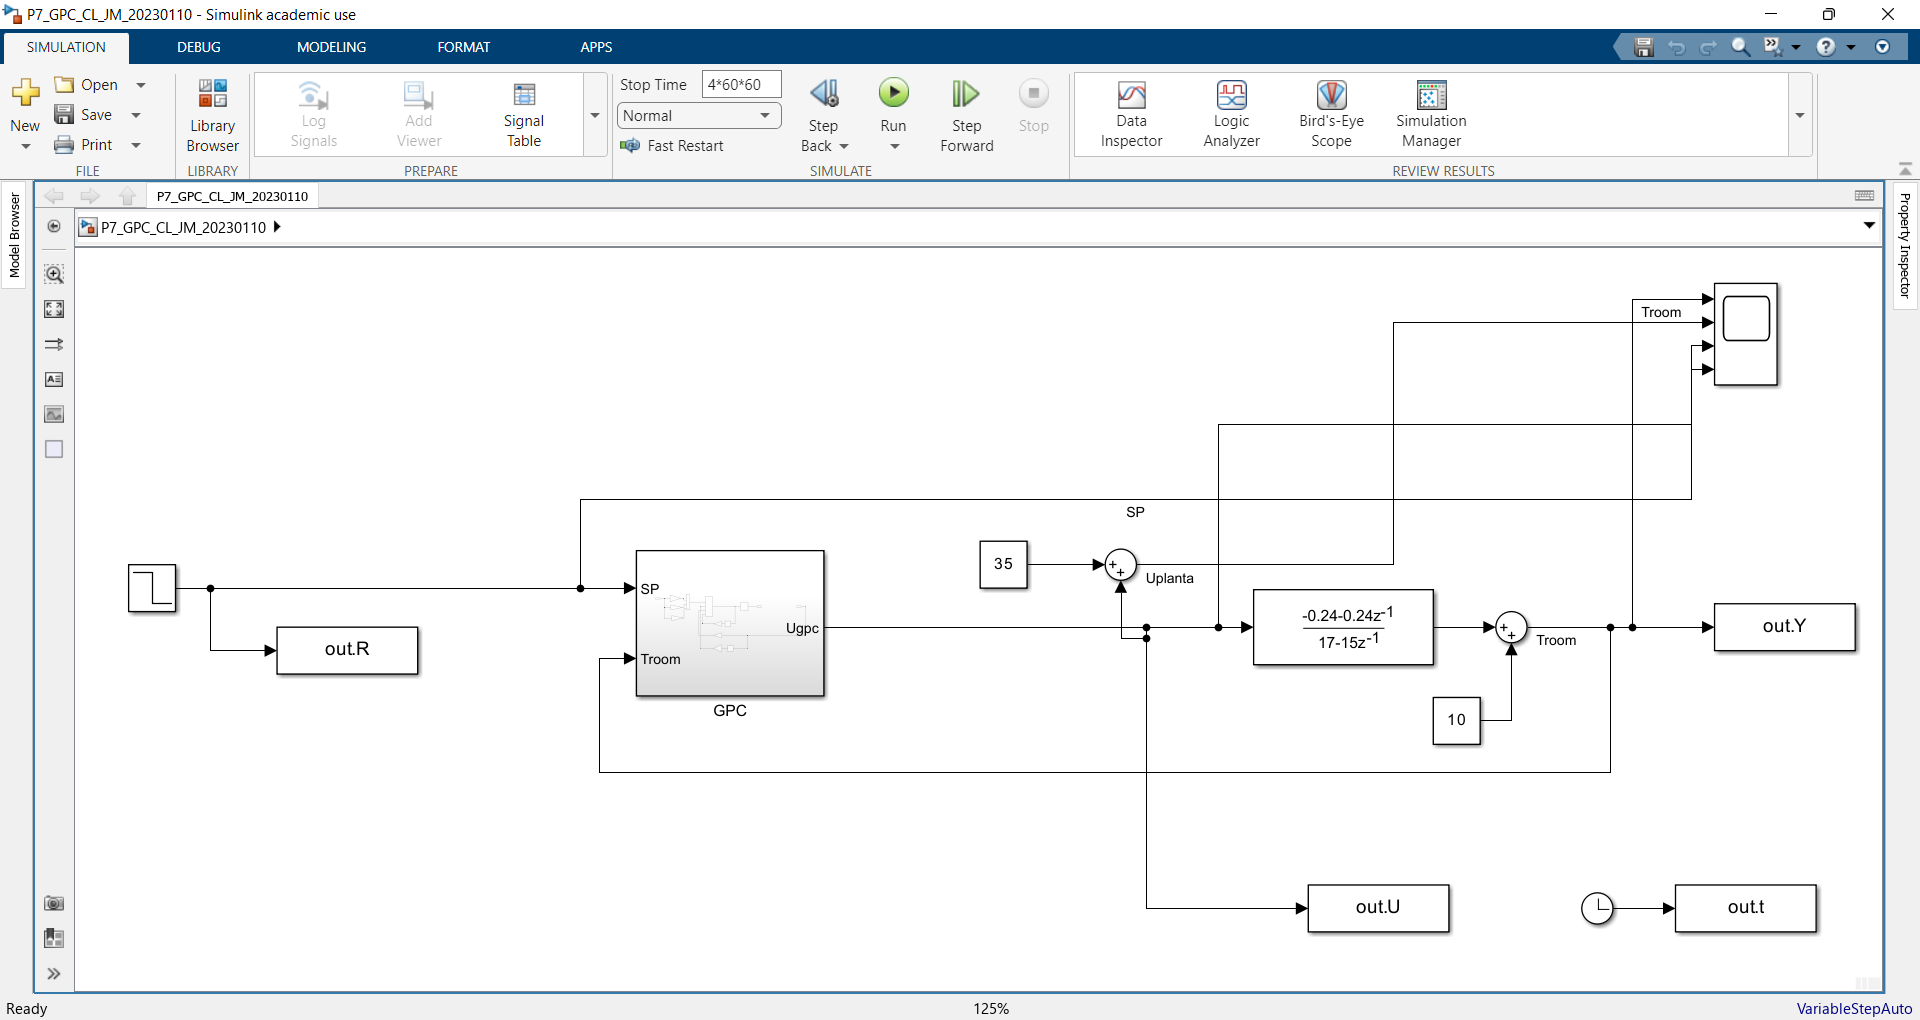 P7_GPC_CL_JM_20230110 - Simulink academic use
SIMULATION
DEBUG
MODELING
FORMAT
APPS
New
Open
Save
Print
FILE
Library
Browser
LIBRARY
Log
Signals
Add
Viewer
Signal
Table
PREPARE
Stop Time 4*60*60
Normal
Fast Restart
Step
Back
Run
Step
Forward
Stop
SIMULATE
Data
Inspector
Logic
Analyzer
Bird's-Eye
Scope
Simulation
Manager
REVIEW RESULTS
Model Browser
P7_GPC_CL_JM_20230110
P7_GPC_CL_JM_20230110
Property Inspector
Troom
SP
35
Uplanta
SP
Ugpc
Troom
GPC
out.R
-0.24-0.24z-1
17-15z-1
Troom
out.Y
10
out.U
out.t
Ready
125%
VariableStepAuto